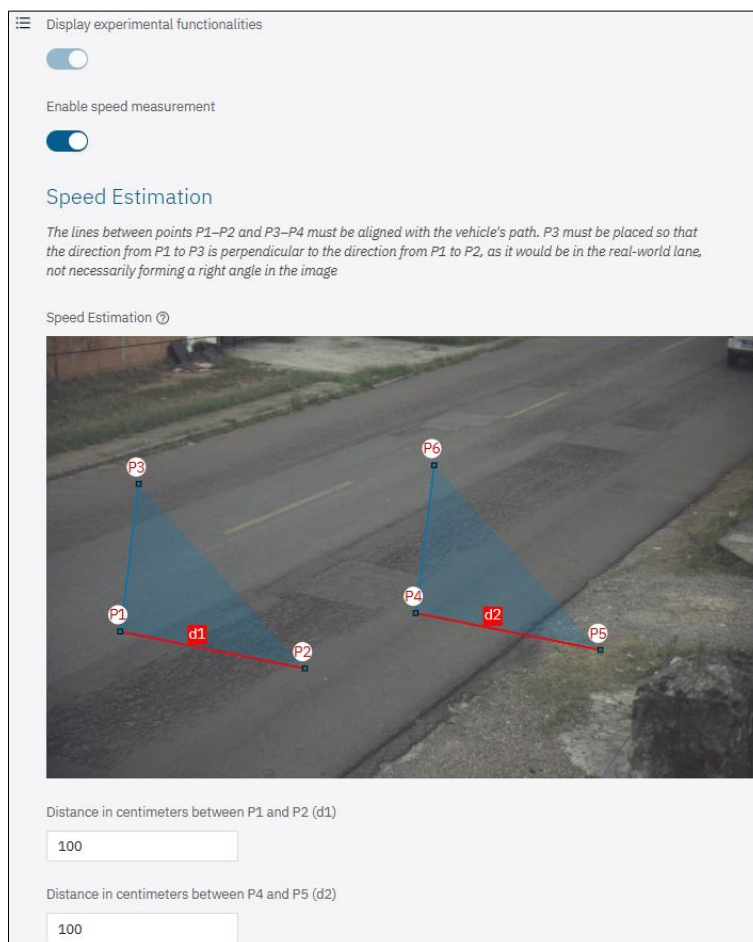 Display experimental functionalities
Enable speed measurement
Speed Estimation
The lines between points P1–P2 and P3–P4 must be aligned with the vehicle's path. P3 must be placed so that
the direction from P1 to P3 is perpendicular to the direction from P1 to P2, as it would be in the real-world lane,
not necessarily forming a right angle in the image
Speed Estimation
P6
P3
P4
P1
d2
d1
P5
P2
Distance in centimeters between P1 and P2 (d1)
100
Distance in centimeters between P4 and P5 (d2)
100